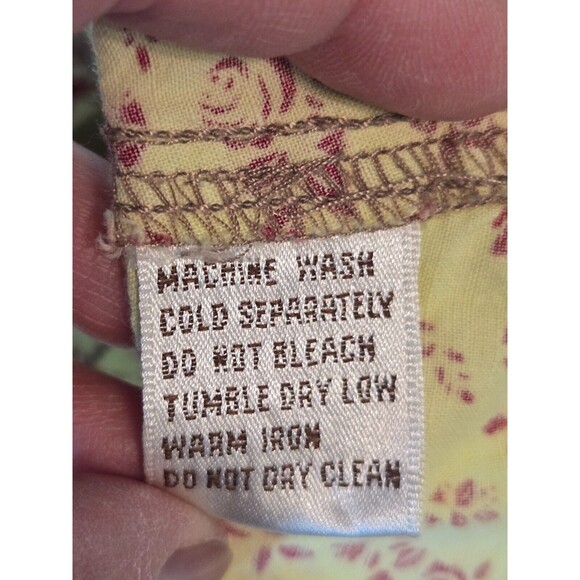 MACHINE WASH
COLD SEPARATELY
DO NOT BLEACH
TUMBLE DRY LOW
WARM IRON
DO NOT DRY CLEAN